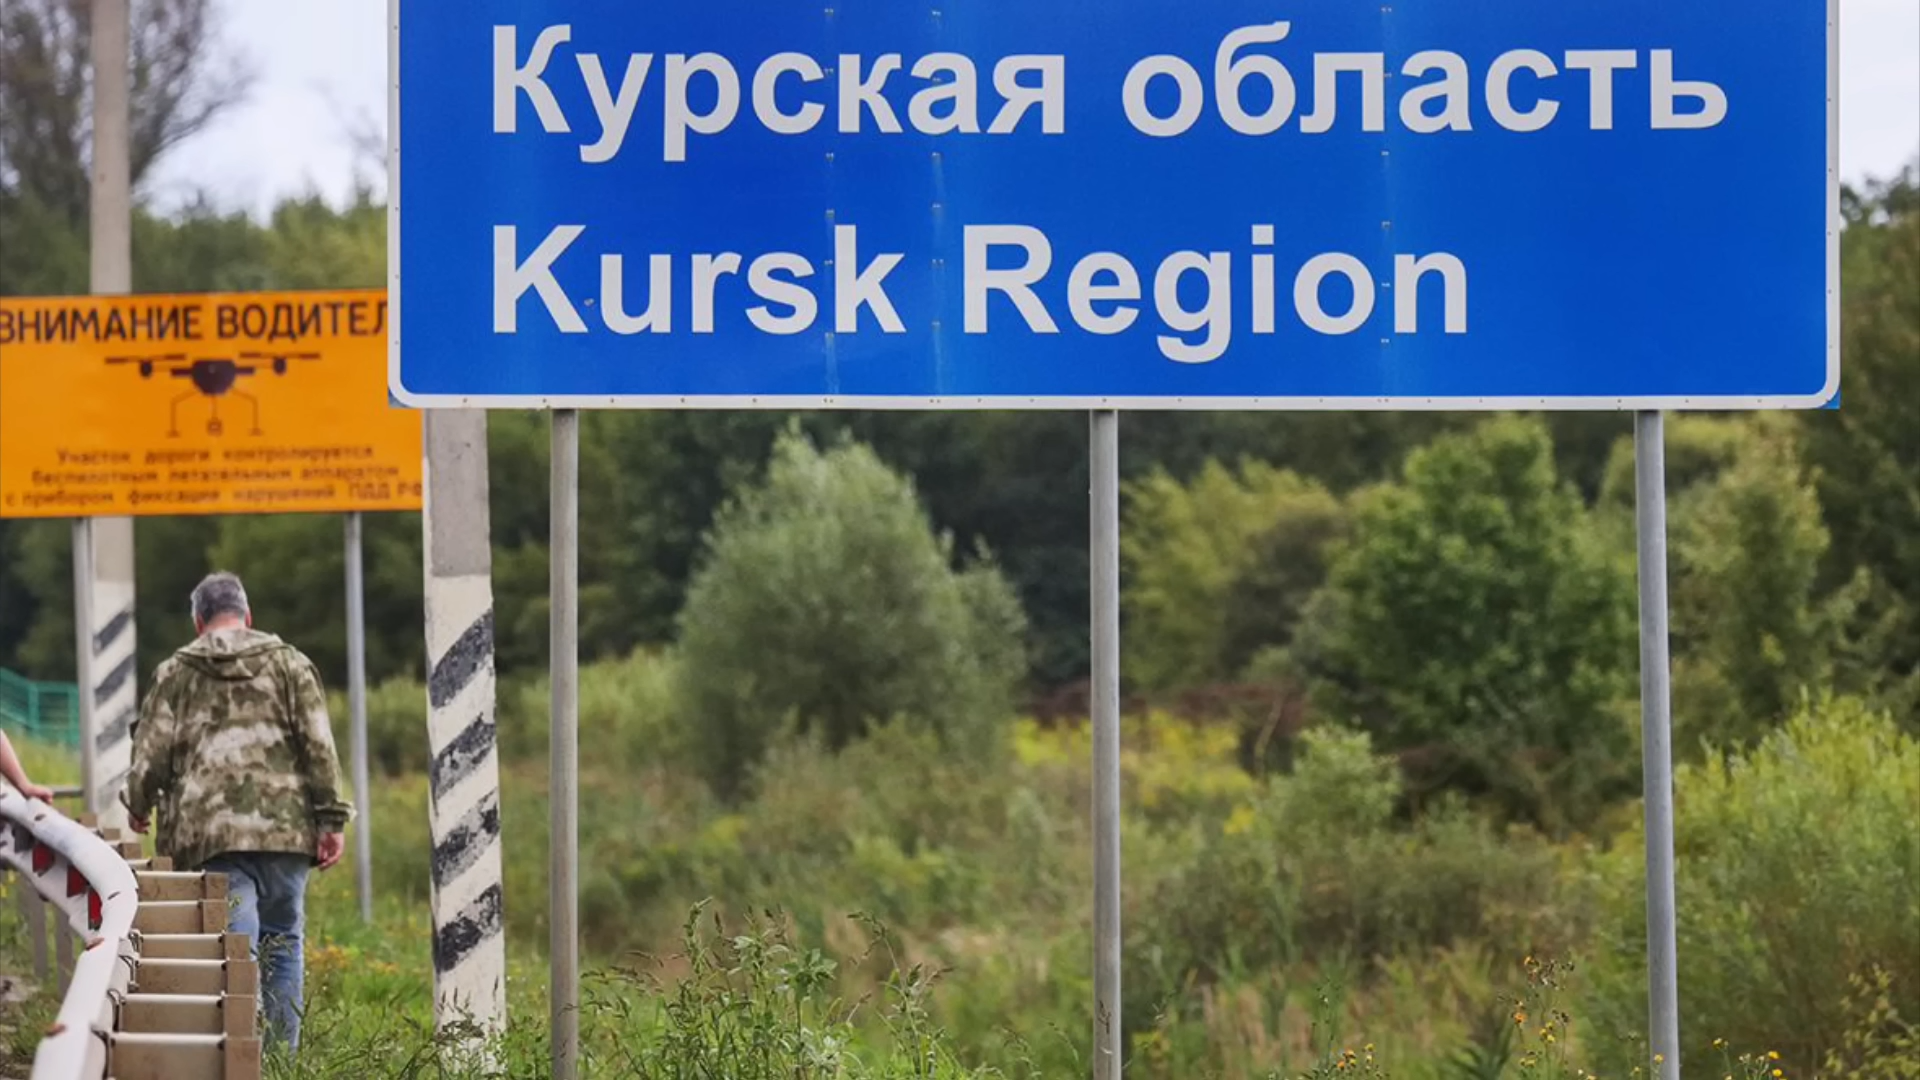 Курская область
Kursk Region
ВНИМАНИЕ ВОДИТЕЛ
Участок дороги контролируется
беспилотным летательным аппаратом
с прибором фиксации нарушений ПДД РФ